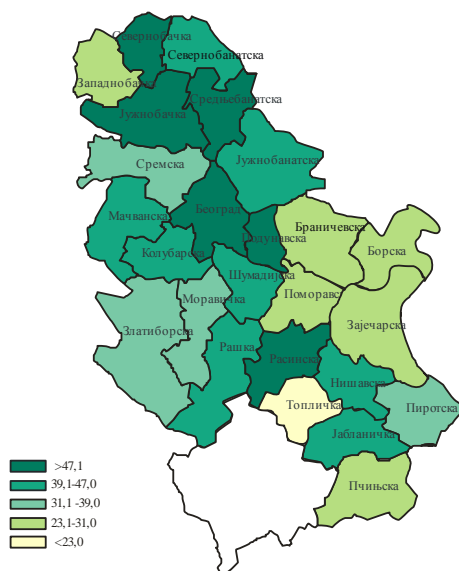 Севернобачка
Севернобанатска
Западнобачка
Средњебанатска
Јужнобачка
Јужнобанатска
Сремска
Београд
Мачванска
Подунавска
Браничевска
Борска
Колубарска
Шумадијска
Моравичка
Поморавска
Златиборска
Зајечарска
Рашка
Расинска
Нишавска
Топличка
Пиротска
Јабланичка
Пчињска
>47,1
39,1-47,0
31,1 -39,0
23,1-31,0
<23,0